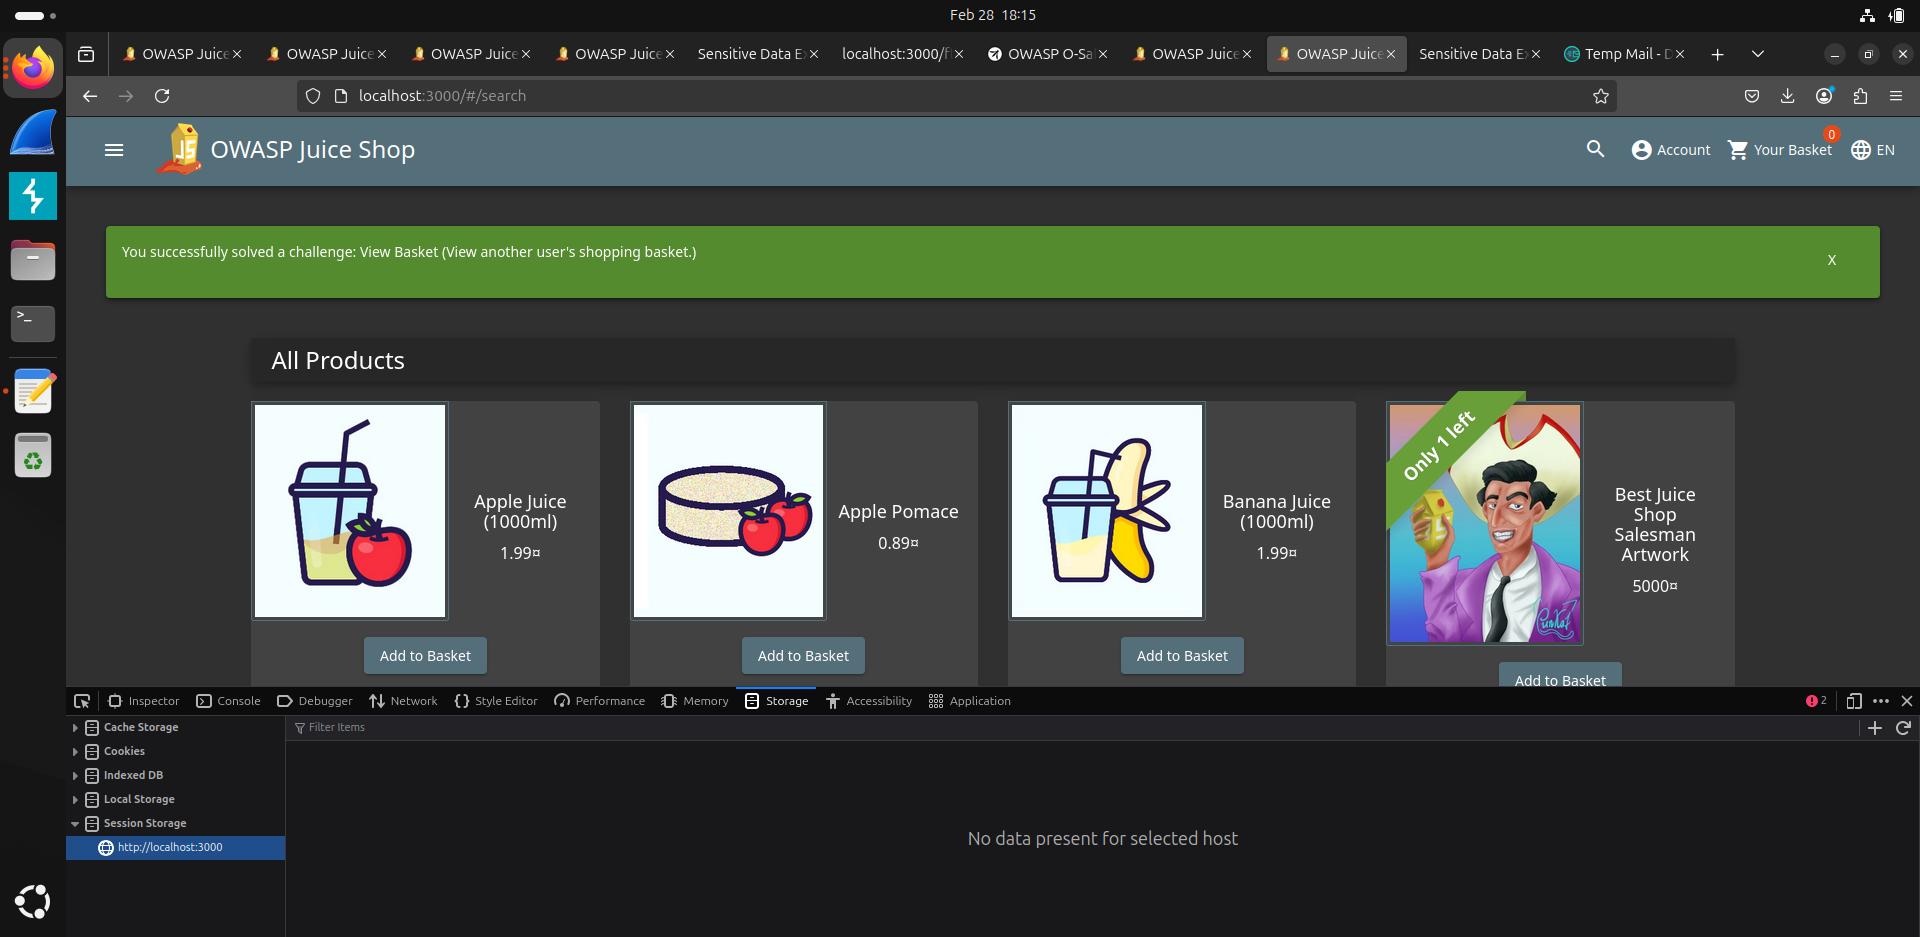 Feb 28 18:15
OWASP Juice
OWASP Juice
OWASP Juice
OWASP Juice
Sensitive Data E
localhost:3000/f
OWASP O-Sa
OWASP Juice
OWASP Juice
Sensitive Data E
Temp Mail - D
localhost:3000/#/search
OWASP Juice Shop
Account
0
Your Basket
EN
You successfully solved a challenge: View Basket (View another user's shopping basket.)
X
All Products
Apple Juice
(1000ml)
1.99¤
Add to Basket
Apple Pomace
0.89¤
Add to Basket
Banana Juice
(1000ml)
1.99¤
Add to Basket
Only 1 left
Best Juice
Shop
Salesman
Artwork
5000¤
Add to Basket
Inspector
Console
Debugger
Network
Style Editor
Performance
Memory
Storage
Accessibility
Application
2
Cache Storage
Cookies
Indexed DB
Local Storage
Session Storage
http://localhost:3000
Filter Items
No data present for selected host